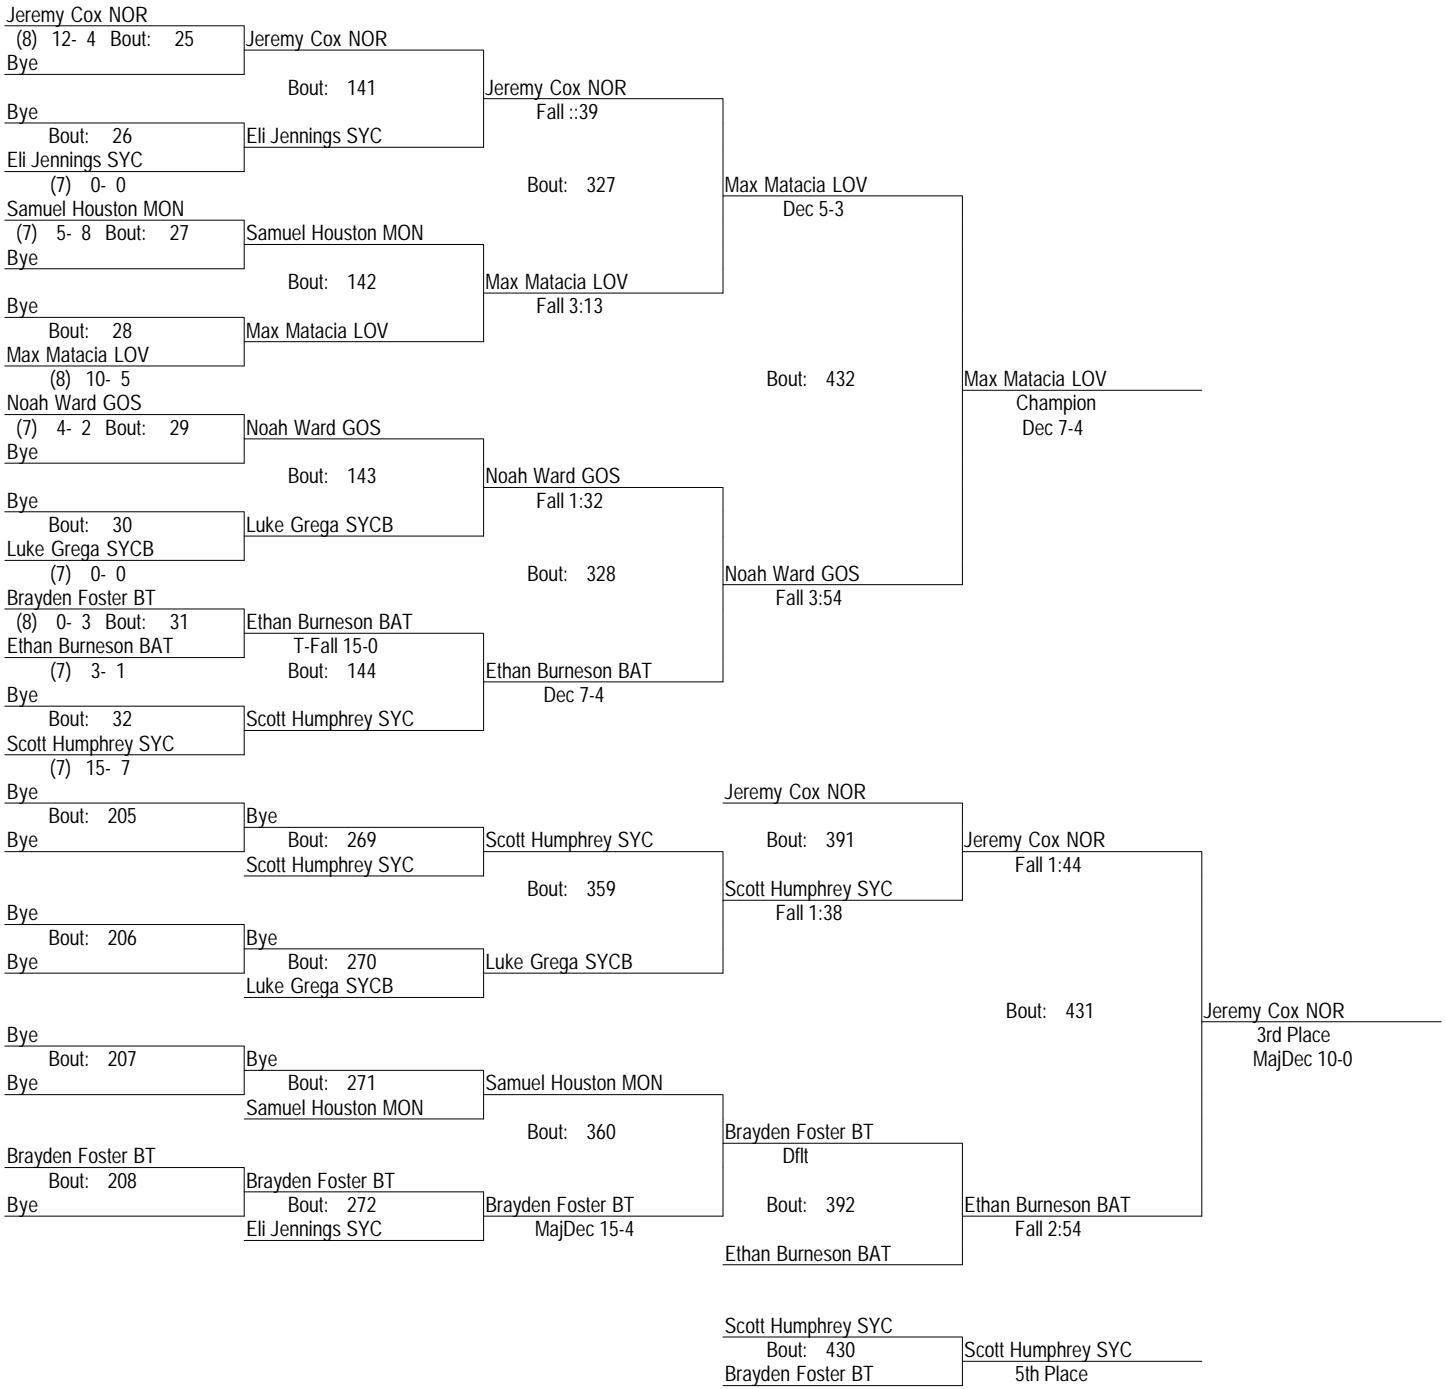 Jeremy Cox NOR
(8) 12- 4 Bout: 25 Jeremy Cox NOR
Bye
Bout: 141 Jeremy Cox NOR
Bye Fall ::39
Bout: 26 Eli Jennings SYC
Eli Jennings SYC
(7) 0- 0 Bout: 327 Max Matacia LOV
Samuel Houston MON Dec 5-3
(7) 5- 8 Bout: 27 Samuel Houston MON
Bye
Bout: 142 Max Matacia LOV
Bye Fall 3:13
Bout: 28 Max Matacia LOV
Max Matacia LOV
(8) 10- 5 Bout: 432 Max Matacia LOV
Noah Ward GOS Champion
(7) 4- 2 Bout: 29 Noah Ward GOS Dec 7-4
Bye
Bout: 143 Noah Ward GOS
Bye Fall 1:32
Bout: 30 Luke Grega SYCB
Luke Grega SYCB
(7) 0- 0 Bout: 328 Noah Ward GOS
Brayden Foster BT Fall 3:54
(8) 0- 3 Bout: 31 Ethan Burneson BAT
Ethan Burneson BAT T-Fall 15-0
(7) 3- 1 Bout: 144 Ethan Burneson BAT
Bye Dec 7-4
Bout: 32 Scott Humphrey SYC
Scott Humphrey SYC
(7) 15- 7
Bye Jeremy Cox NOR
Bout: 205 Bye
Bye Bout: 269 Scott Humphrey SYC Bout: 391 Jeremy Cox NOR
Scott Humphrey SYC Fall 1:44
Bout: 359 Scott Humphrey SYC
Bye Fall 1:38
Bout: 206 Bye
Bye Bout: 270 Luke Grega SYCB
Luke Grega SYCB
Bout: 431 Jeremy Cox NOR
Bye 3rd Place
Bout: 207 Bye MajDec 10-0
Bye Bout: 271 Samuel Houston MON
Samuel Houston MON
Bout: 360 Brayden Foster BT
Brayden Foster BT Dflt
Bout: 208 Brayden Foster BT
Bye Bout: 272 Brayden Foster BT Bout: 392 Ethan Burneson BAT
Eli Jennings SYC MajDec 15-4 Fall 2:54
Ethan Burneson BAT
Scott Humphrey SYC
Bout: 430 Scott Humphrey SYC
Brayden Foster BT 5th Place